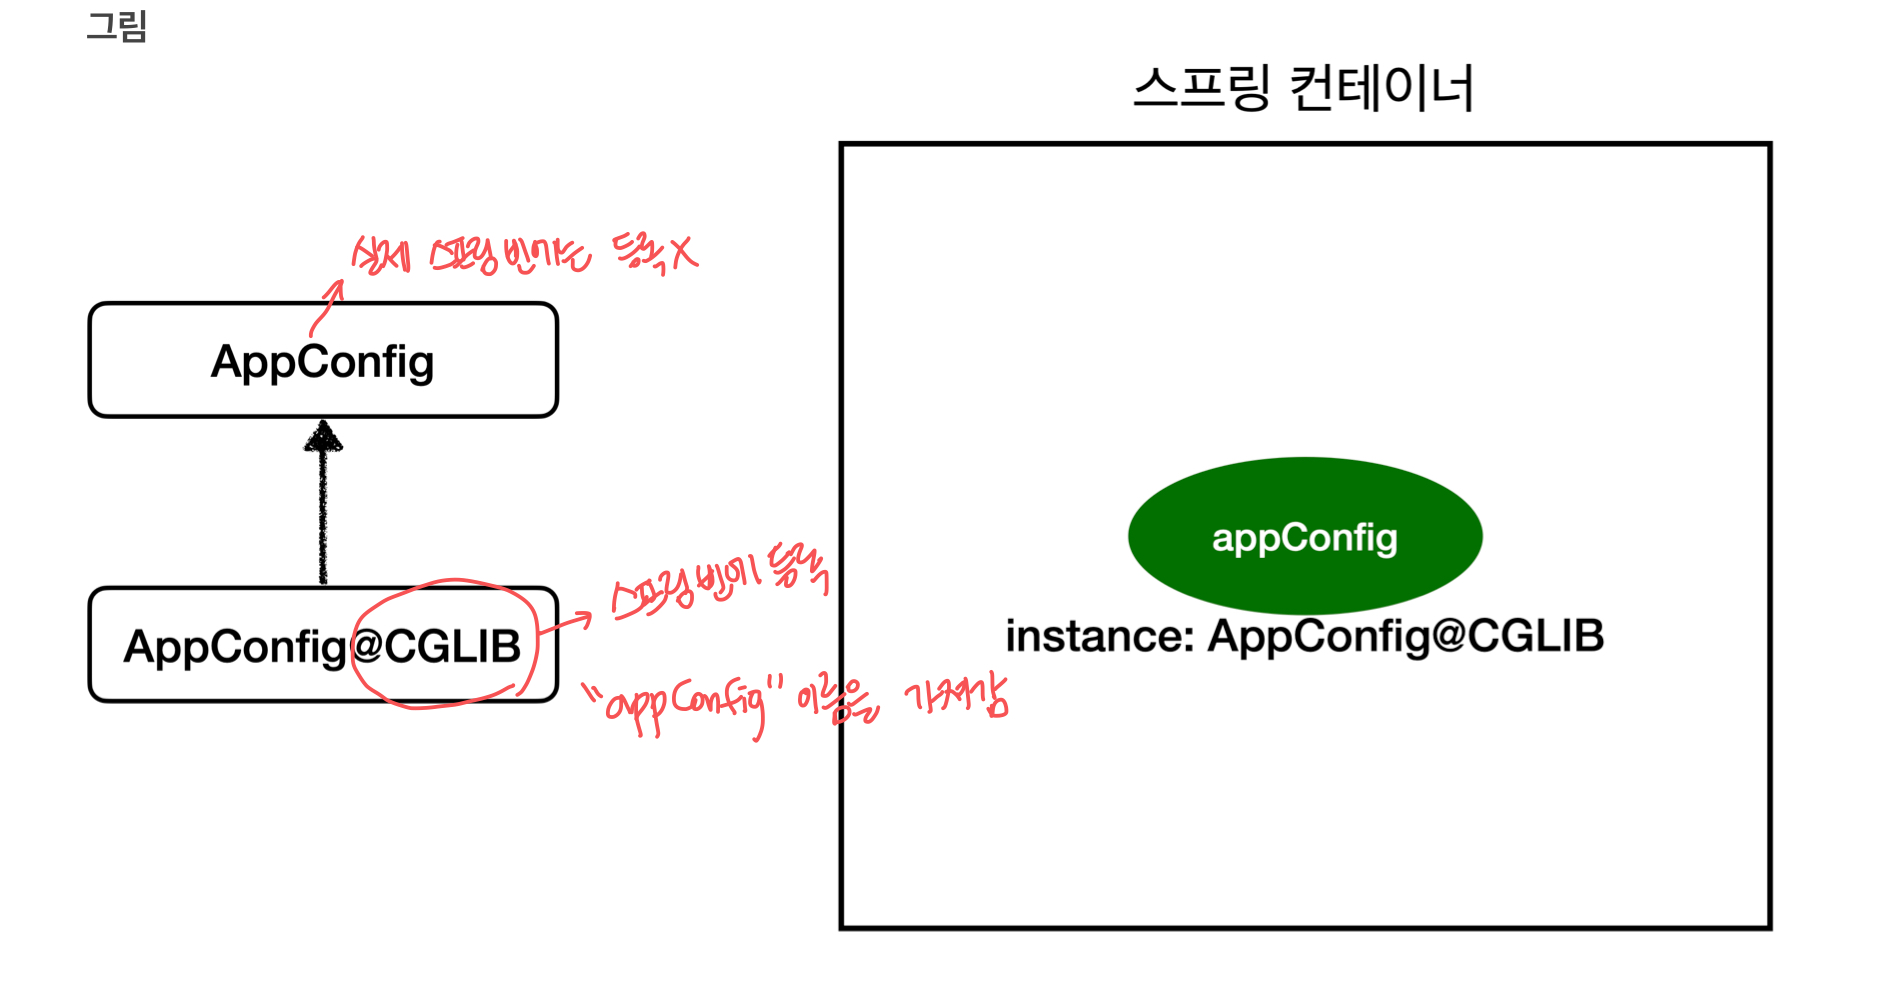 그림
스프링 컨테이너
실제 스프링 빈에는 등록 X
AppConfig
appConfig
스프링 빈에 등록
AppConfig@CGLIB
instance: AppConfig@CGLIB
"appConfig" 이름을 가져감